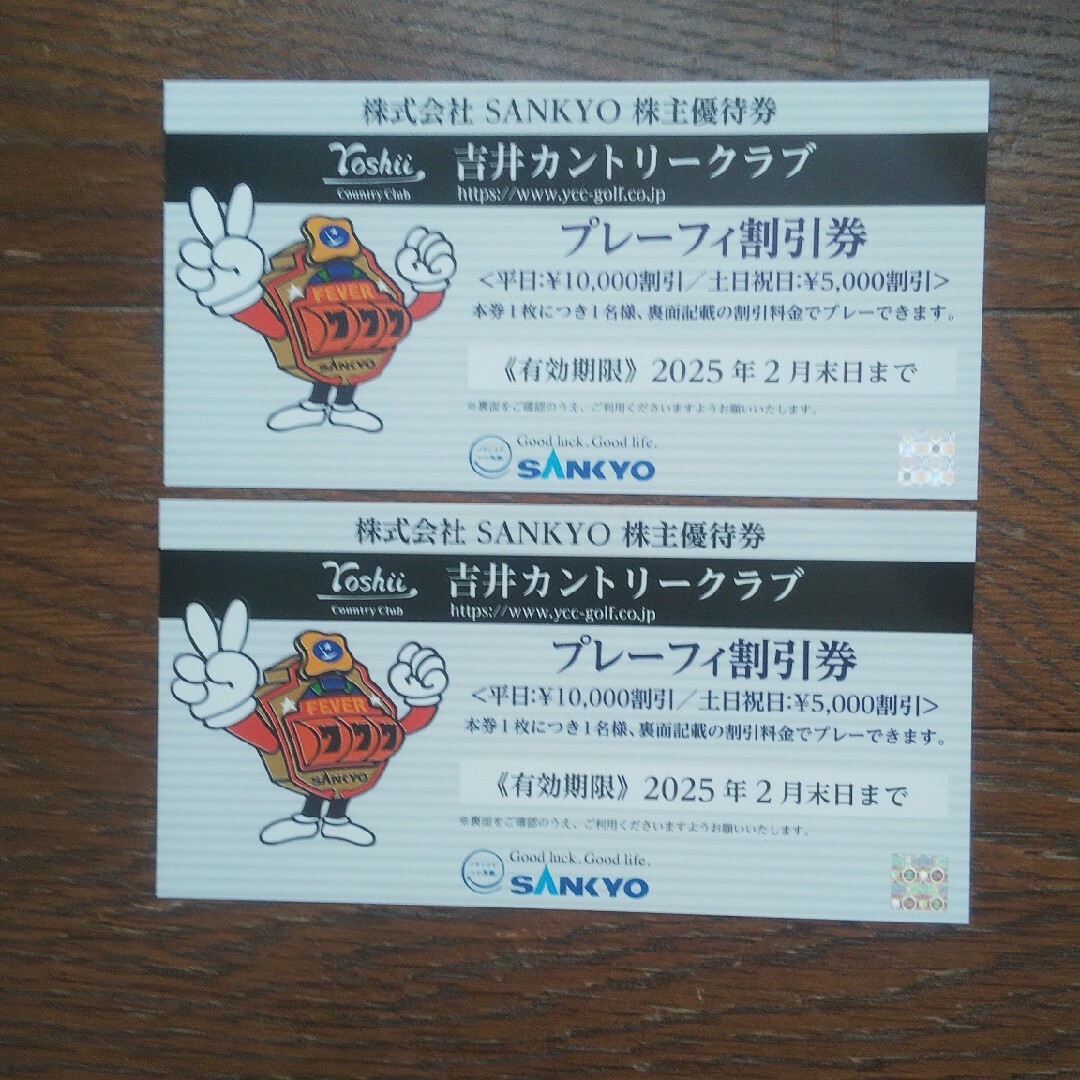 株式会社 SANKYO 株主優待券
Yoshii 吉井カントリークラブ
Country Club https://www.ycc-golf.co.jp
プレーフィ割引券
<平日:¥10,000割引／土日祝日:¥5,000割引>
本券1枚につき1名様、裏面記載の割引料金でプレーできます。
FEVER
777
SANKYO
《有効期限》2025年2月末日まで
※裏面をご確認のうえ、ご利用くださいますようお願いいたします。
Good luck. Good life.
SANKYO
株式会社 SANKYO 株主優待券
Yoshii 吉井カントリークラブ
Country Club https://www.ycc-golf.co.jp
プレーフィ割引券
<平日:¥10,000割引／土日祝日:¥5,000割引>
本券1枚につき1名様、裏面記載の割引料金でプレーできます。
FEVER
777
SANKYO
《有効期限》2025年2月末日まで
※裏面をご確認のうえ、ご利用くださいますようお願いいたします。
Good luck. Good life.
SANKYO